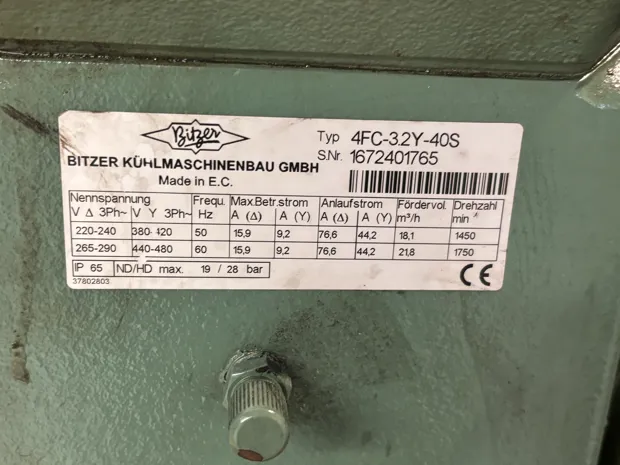 Bitzer
Typ 4FC-3.2Y-40S
BITZER KÜHLMASCHINENBAU GMBH
S.Nr. 1672401765
Made in E.C.
Nennspannung Frequ. Max.Betr.strom Anlaufstrom Fördervol. Drehzahl
V Δ 3Ph~ V Y 3Ph~ Hz A (Δ) A (Y) A (Δ) A (Y) m³/h min⁻
220-240 380-420 50 15,9 9,2 76,6 44,2 18,1 1450
265-290 440-480 60 15,9 9,2 76,6 44,2 21,8 1750
IP 65 ND/HD max. 19 / 28 bar CE
37802803